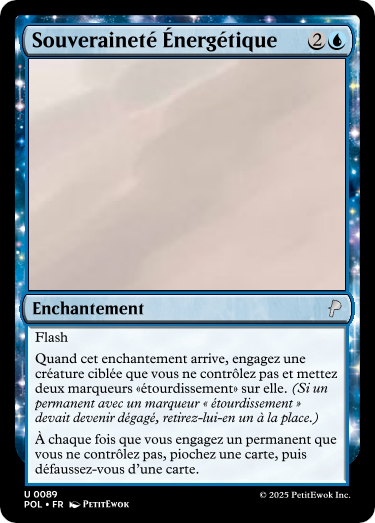 Souveraineté Énergétique 2
Enchantement
Flash
Quand cet enchantement arrive, engagez une
créature ciblée que vous ne contrôlez pas et mettez
deux marqueurs «étourdissement» sur elle. (Si un
permanent avec un marqueur « étourdissement »
devait devenir dégagé, retirez-lui-en un à la place.)
À chaque fois que vous engagez un permanent que
vous ne contrôlez pas, piochez une carte, puis
défaussez-vous d'une carte.
U 0089
POL • FR PetitEwok
© 2025 PetitEwok Inc.